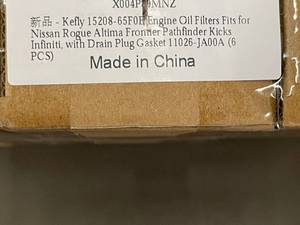 新品 - Kefly 15208-65F0E Engine Oil Filters Fits for
Nissan Rogue Altima Frontier Pathfinder Kicks
Infiniti, with Drain Plug Gasket 11026-JA00A (6
PCS)
Made in China